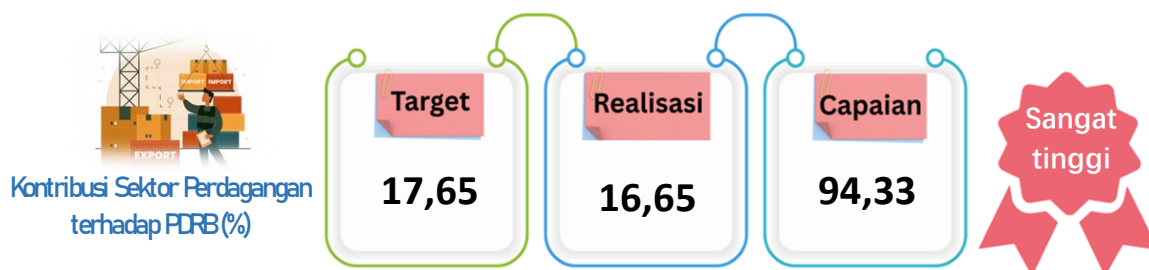 IMPORT IMPORT
EXPORT
Kontribusi Sektor Perdagangan
terhadap PDRB (%)
Target
17,65
Realisasi
16,65
Capaian
94,33
Sangat
tinggi